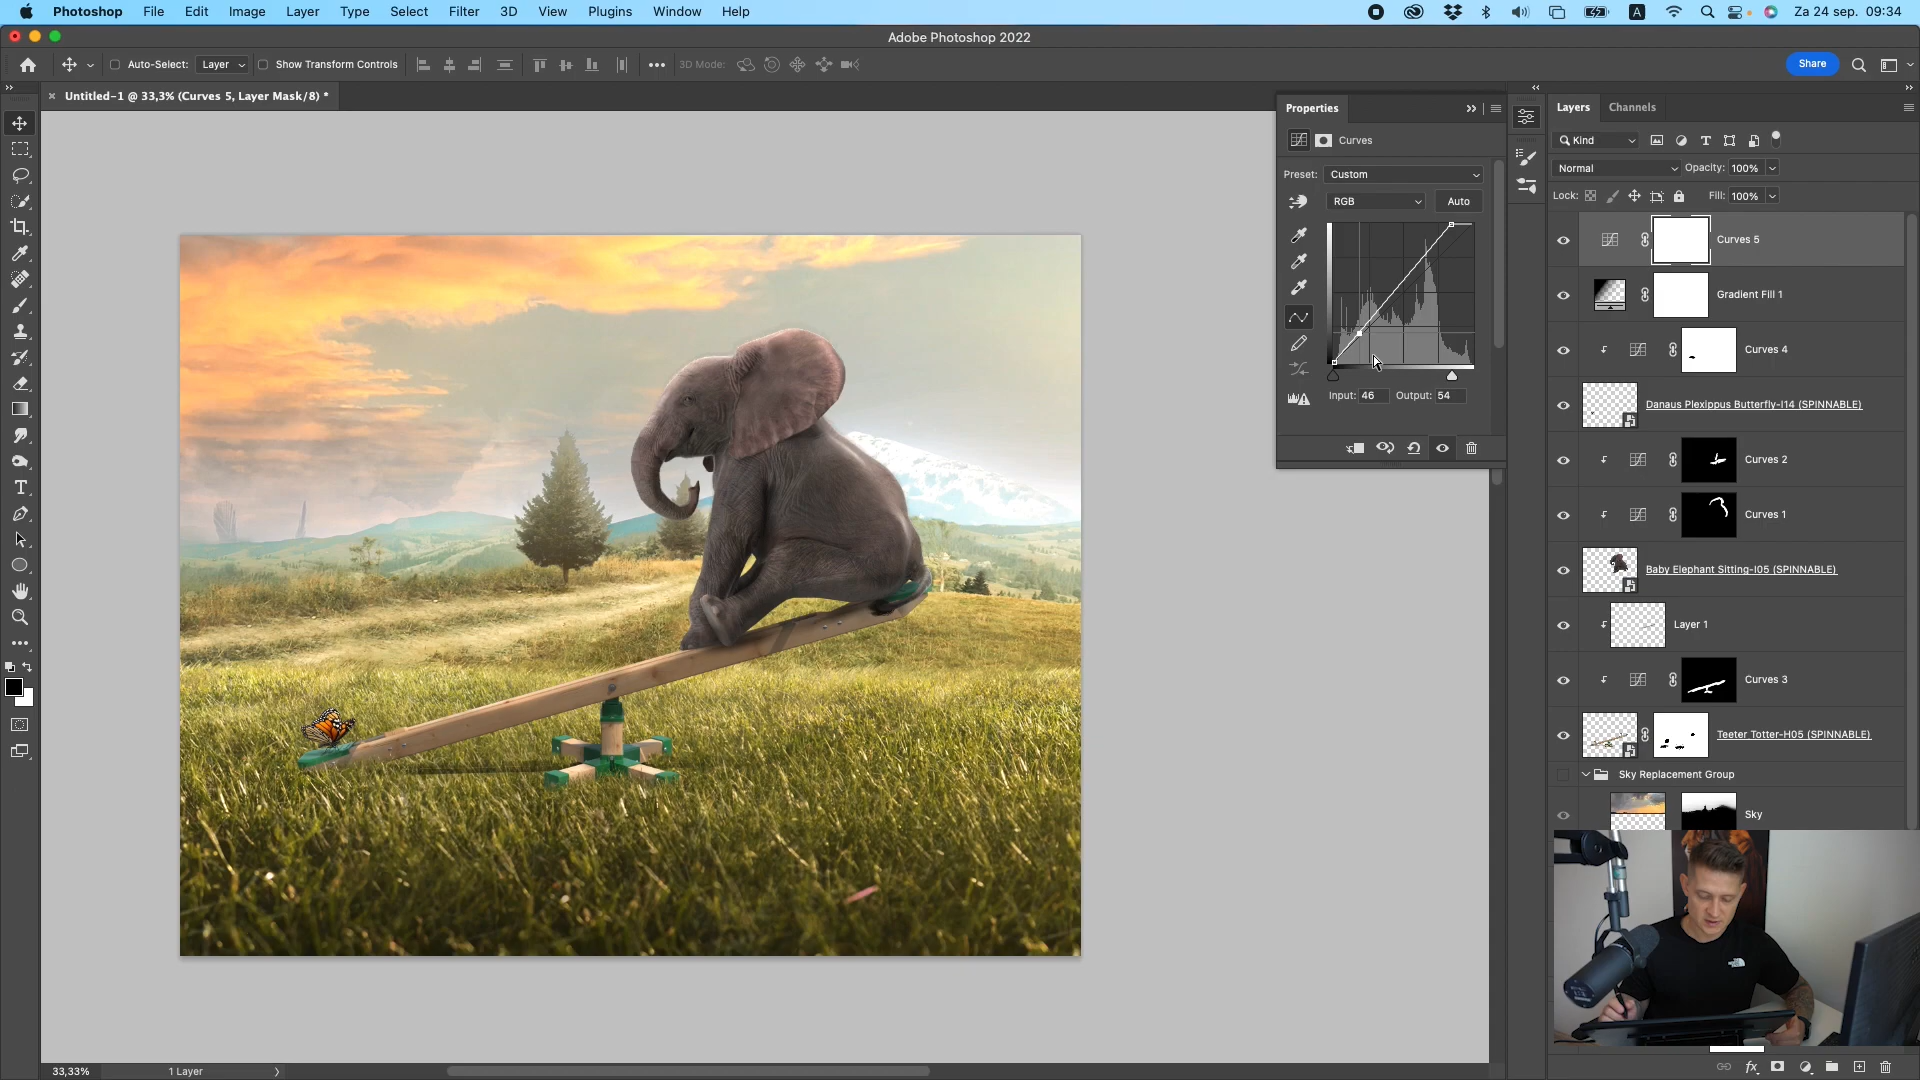 Photoshop File Edit Image Layer Type Select Filter 3D View Plugins Window Help A Za 24 sep. 09:34
Adobe Photoshop 2022
Auto-Select: Layer Show Transform Controls 3D Mode: Share
Untitled-1 @ 33,3% (Curves 5, Layer Mask/8) *
Properties
Curves
Preset: Custom
RGB Auto
Input: 46 Output: 54
Layers Channels
Kind
Normal Opacity: 100%
Lock: Fill: 100%
Curves 5
Gradient Fill 1
Curves 4
Danaus Plexippus Butterfly-I14 (SPINNABLE)
Curves 2
Curves 1
Baby Elephant Sitting-I05 (SPINNABLE)
Layer 1
Curves 3
Teeter Totter-H05 (SPINNABLE)
Sky Replacement Group
Sky
33,33% 1 Layer